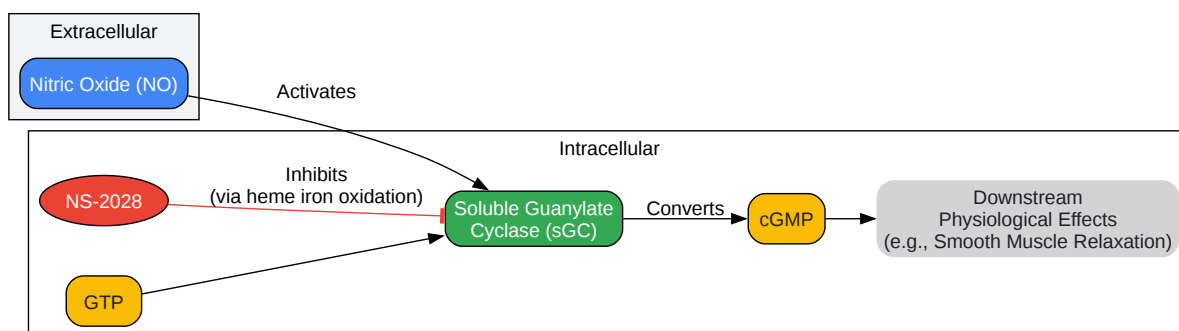 Extracellular
Nitric Oxide (NO)
Activates
Intracellular
NS-2028
Inhibits
(via heme iron oxidation)
Soluble Guanylate
Cyclase (sGC)
Converts
cGMP
Downstream
Physiological Effects
(e.g., Smooth Muscle Relaxation)
GTP